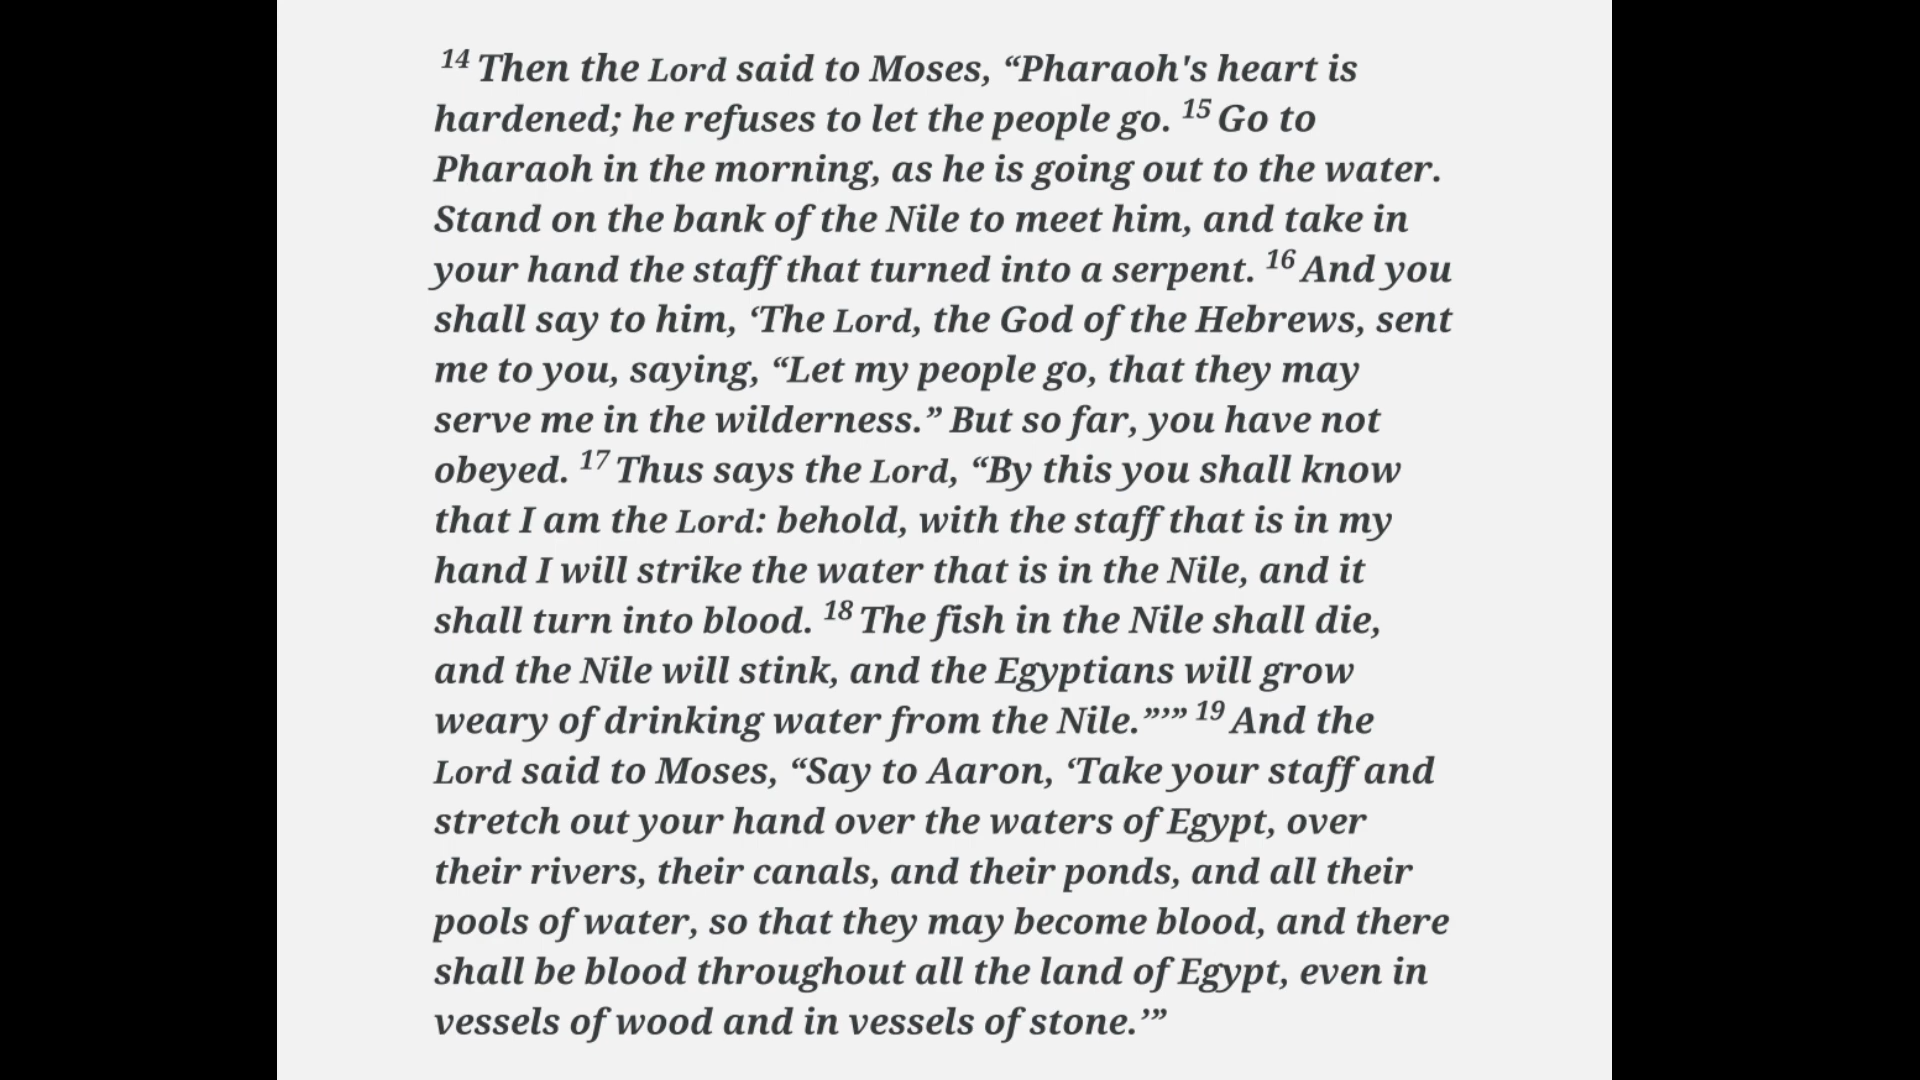 14 Then the Lord said to Moses, “Pharaoh's heart is
hardened; he refuses to let the people go. 15 Go to
Pharaoh in the morning, as he is going out to the water.
Stand on the bank of the Nile to meet him, and take in
your hand the staff that turned into a serpent. 16 And you
shall say to him, ‘The Lord, the God of the Hebrews, sent
me to you, saying, “Let my people go, that they may
serve me in the wilderness.” But so far, you have not
obeyed. 17 Thus says the Lord, “By this you shall know
that I am the Lord: behold, with the staff that is in my
hand I will strike the water that is in the Nile, and it
shall turn into blood. 18 The fish in the Nile shall die,
and the Nile will stink, and the Egyptians will grow
weary of drinking water from the Nile.”’” 19 And the
Lord said to Moses, “Say to Aaron, ‘Take your staff and
stretch out your hand over the waters of Egypt, over
their rivers, their canals, and their ponds, and all their
pools of water, so that they may become blood, and there
shall be blood throughout all the land of Egypt, even in
vessels of wood and in vessels of stone.’”